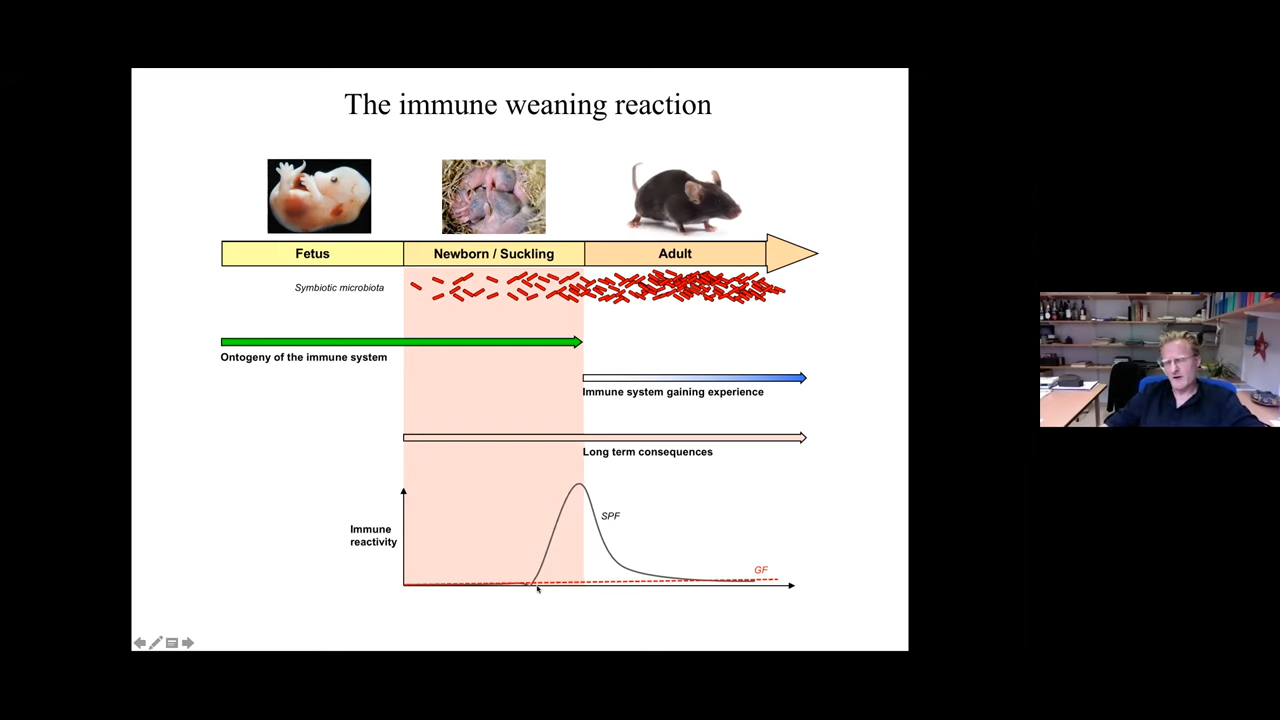 The immune weaning reaction
Fetus
Newborn / Suckling
Adult
Symbiotic microbiota
Ontogeny of the immune system
Immune system gaining experience
Long term consequences
Immune
reactivity
SPF
GF